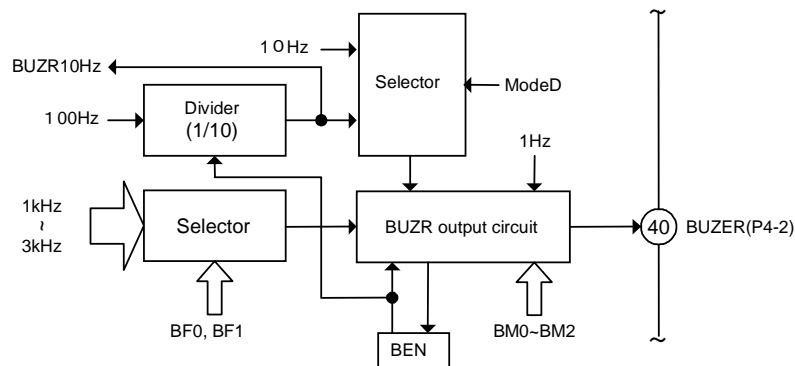 10Hz
BUZR10Hz
Selector
ModeD
Divider
(1/10)
100Hz
1Hz
1kHz
~
3kHz
Selector
BUZR output circuit
40
BUZER(P4-2)
BF0, BF1
BEN
BM0~BM2